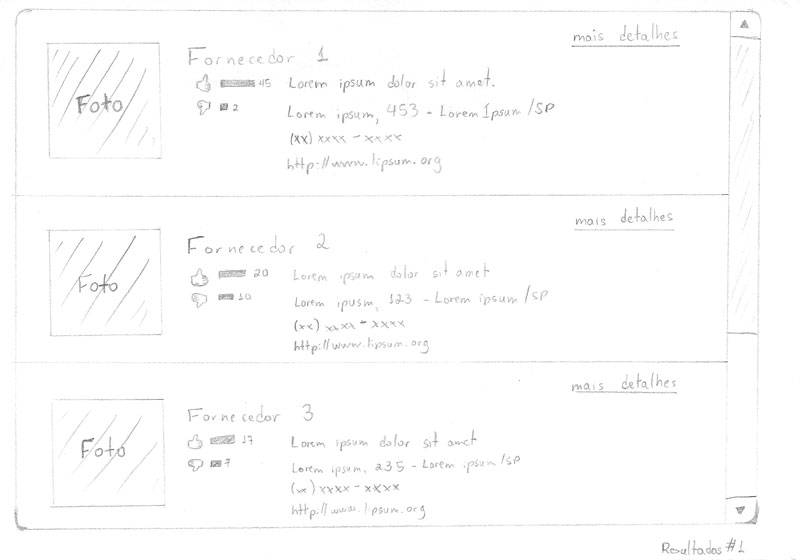 mais detalhes
Foto
Fornecedor 1
45 Lorem ipsum dolor sit amet.
2 Lorem ipsum, 453 - Lorem Ipsum /SP
(xx) xxxx - xxxx
http://www.lipsum.org
mais detalhes
Foto
Fornecedor 2
20 Lorem ipsum dolor sit amet
10 Lorem ipusm, 123 - Lorem ipsum /SP
(xx) xxxx - xxxx
http://www.lipsum.org
mais detalhes
Foto
Fornecedor 3
17 Lorem ipsum dolor sit amet
7 Lorem ipsum, 235 - Lorem ipsum /SP
(xx) xxxx - xxxx
http://www.lipsum.org
Resultados #1